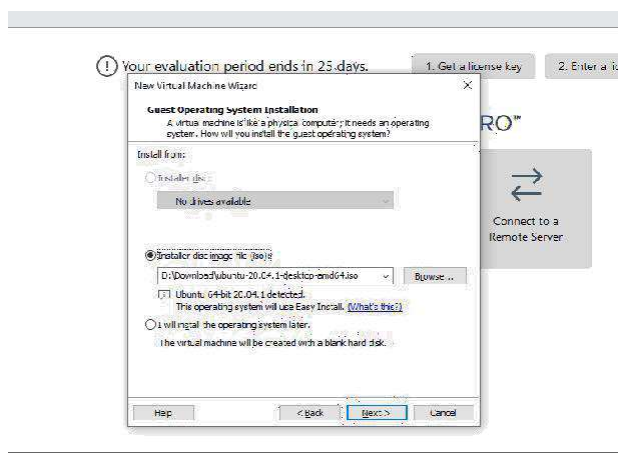 Your evaluation period ends in 25 days.
1. Get a license key
2. Enter a lic
New Virtual Machine Wizard
Guest Operating System Installation
A virtual machine is like a physical computer; it needs an operating
system. How will you install the guest operating system?
RO™
Install from:
Installer disc:
No drives available
Connect to a
Remote Server
Installer disc image file (iso):
D:\Download\ubuntu-20.04.1-desktop-amd64.iso
Browse...
Ubuntu 64-bit 20.04.1 detected.
This operating system will use Easy Install. (What's this?)
I will install the operating system later.
The virtual machine will be created with a blank hard disk.
Help
< Back
Next >
Cancel